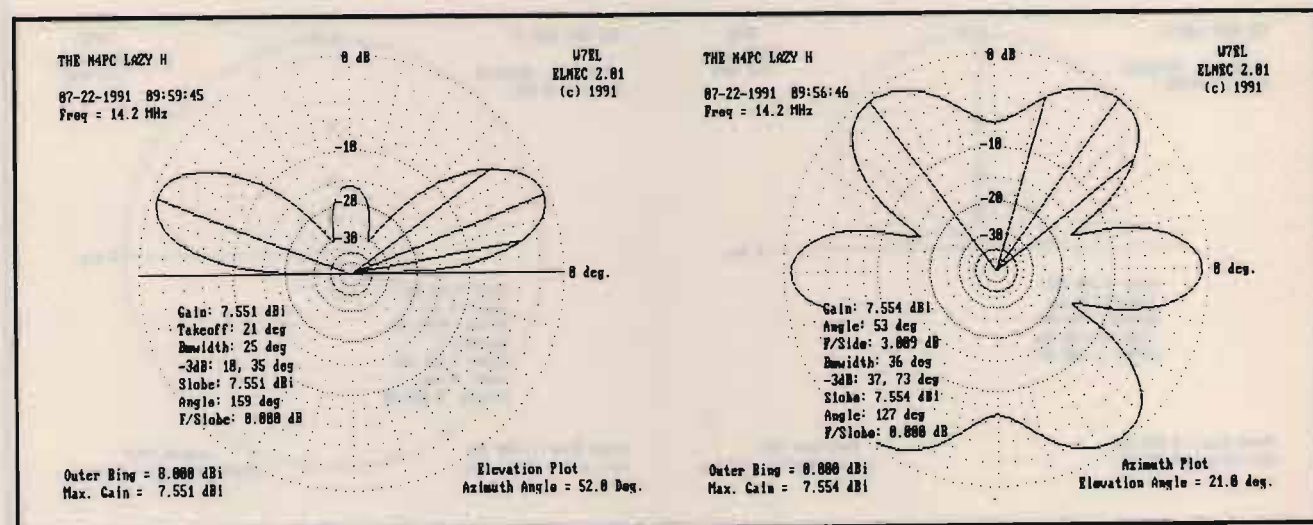 THE N4PC LAZY H
07-22-1991 09:59:45
Freq = 14.2 MHz
0 dB
W7EL
ELNEC 2.01
(c) 1991
-10
-20
-30
0 deg.
Gain: 7.551 dBi
Takeoff: 21 deg
Bmwidth: 25 deg
-3dB: 10, 35 deg
Slobe: 7.551 dBi
Angle: 159 deg
F/Slobe: 0.000 dB
Outer Ring = 8.000 dBi
Max. Gain = 7.551 dBi
Elevation Plot
Azimuth Angle = 52.0 Deg.
THE N4PC LAZY H
07-22-1991 09:56:46
Freq = 14.2 MHz
0 dB
W7EL
ELNEC 2.01
(c) 1991
-10
-20
-30
0 deg.
Gain: 7.554 dBi
Angle: 53 deg
F/Side: 3.009 dB
Bmwidth: 36 deg
-3dB: 37, 73 deg
Slobe: 7.554 dBi
Angle: 127 deg
F/Slobe: 0.000 dB
Outer Ring = 8.000 dBi
Max. Gain = 7.554 dBi
Azimuth Plot
Elevation Angle = 21.0 deg.